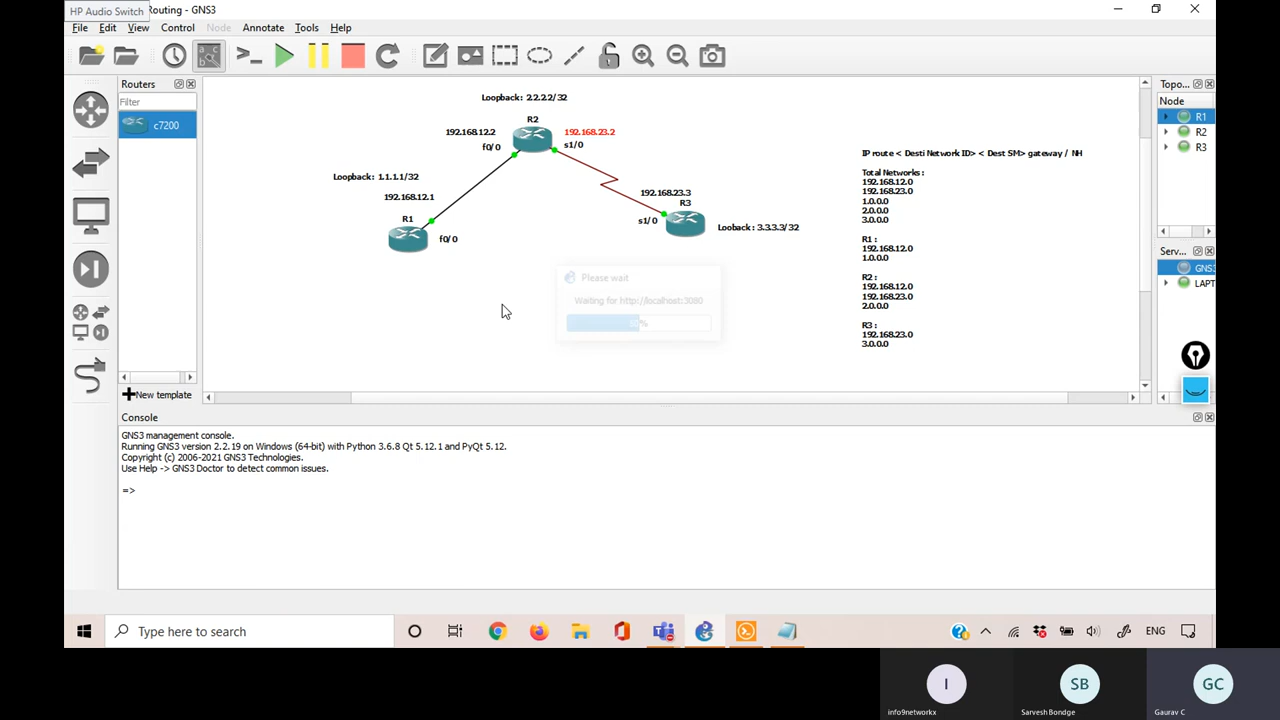 HP Audio Switch
Routing - GNS3
File Edit View Control Node Annotate Tools Help
Routers
Filter
c7200
New template
Loopback : 2.2.2.2/32
192.168.12.2
R2
192.168.23.2
f0/0
s1/0
Loopback : 1.1.1.1/32
192.168.12.1
192.168.23.3
R1
R3
f0/0
s1/0
Looback : 3.3.3.3/32
Please wait
Waiting for http://localhost:3080
50%
IP route < Desti Network ID> < Dest SM> gateway / NH
Total Networks :
192.168.12.0
192.168.23.0
1.0.0.0
2.0.0.0
3.0.0.0
R1 :
192.168.12.0
1.0.0.0
R2 :
192.168.12.0
192.168.23.0
2.0.0.0
R3 :
192.168.23.0
3.0.0.0
Topo...
Node
R1
R2
R3
Serv...
GNS3
LAPT
Console
GNS3 management console.
Running GNS3 version 2.2.19 on Windows (64-bit) with Python 3.6.8 Qt 5.12.1 and PyQt 5.12.
Copyright (c) 2006-2021 GNS3 Technologies.
Use Help -> GNS3 Doctor to detect common issues.
=>
Type here to search
ENG
I
info9networkx
SB
Sarvesh Bondge
GC
Gaurav C